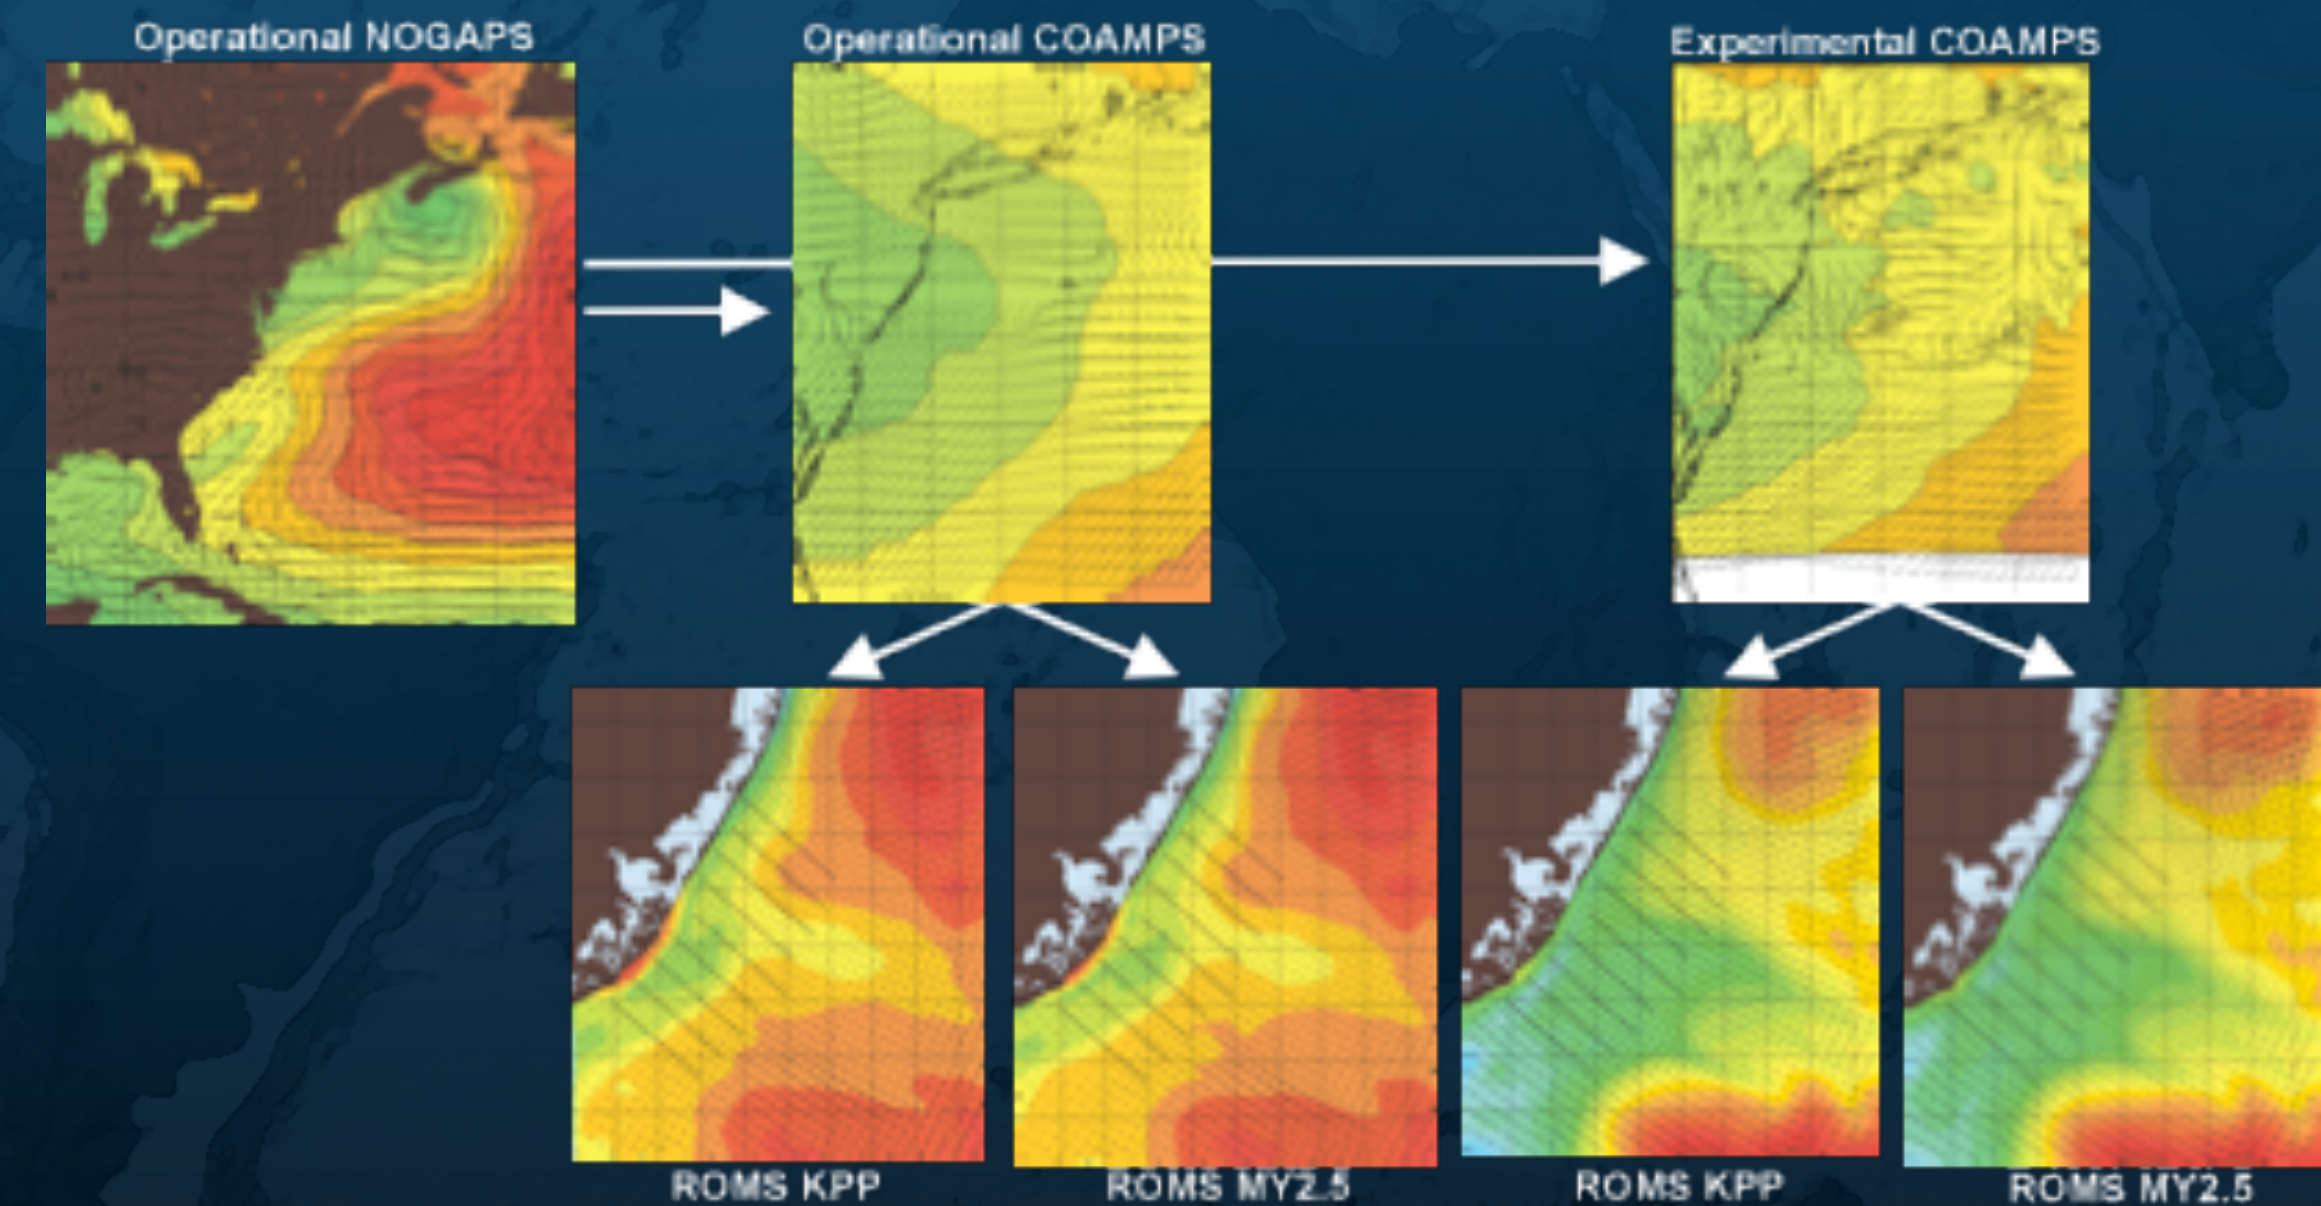 Operational NOGAPS
Operational COAMPS
Experimental COAMPS
ROMS KPP
ROMS MY2.5
ROMS KPP
ROMS MY2.5